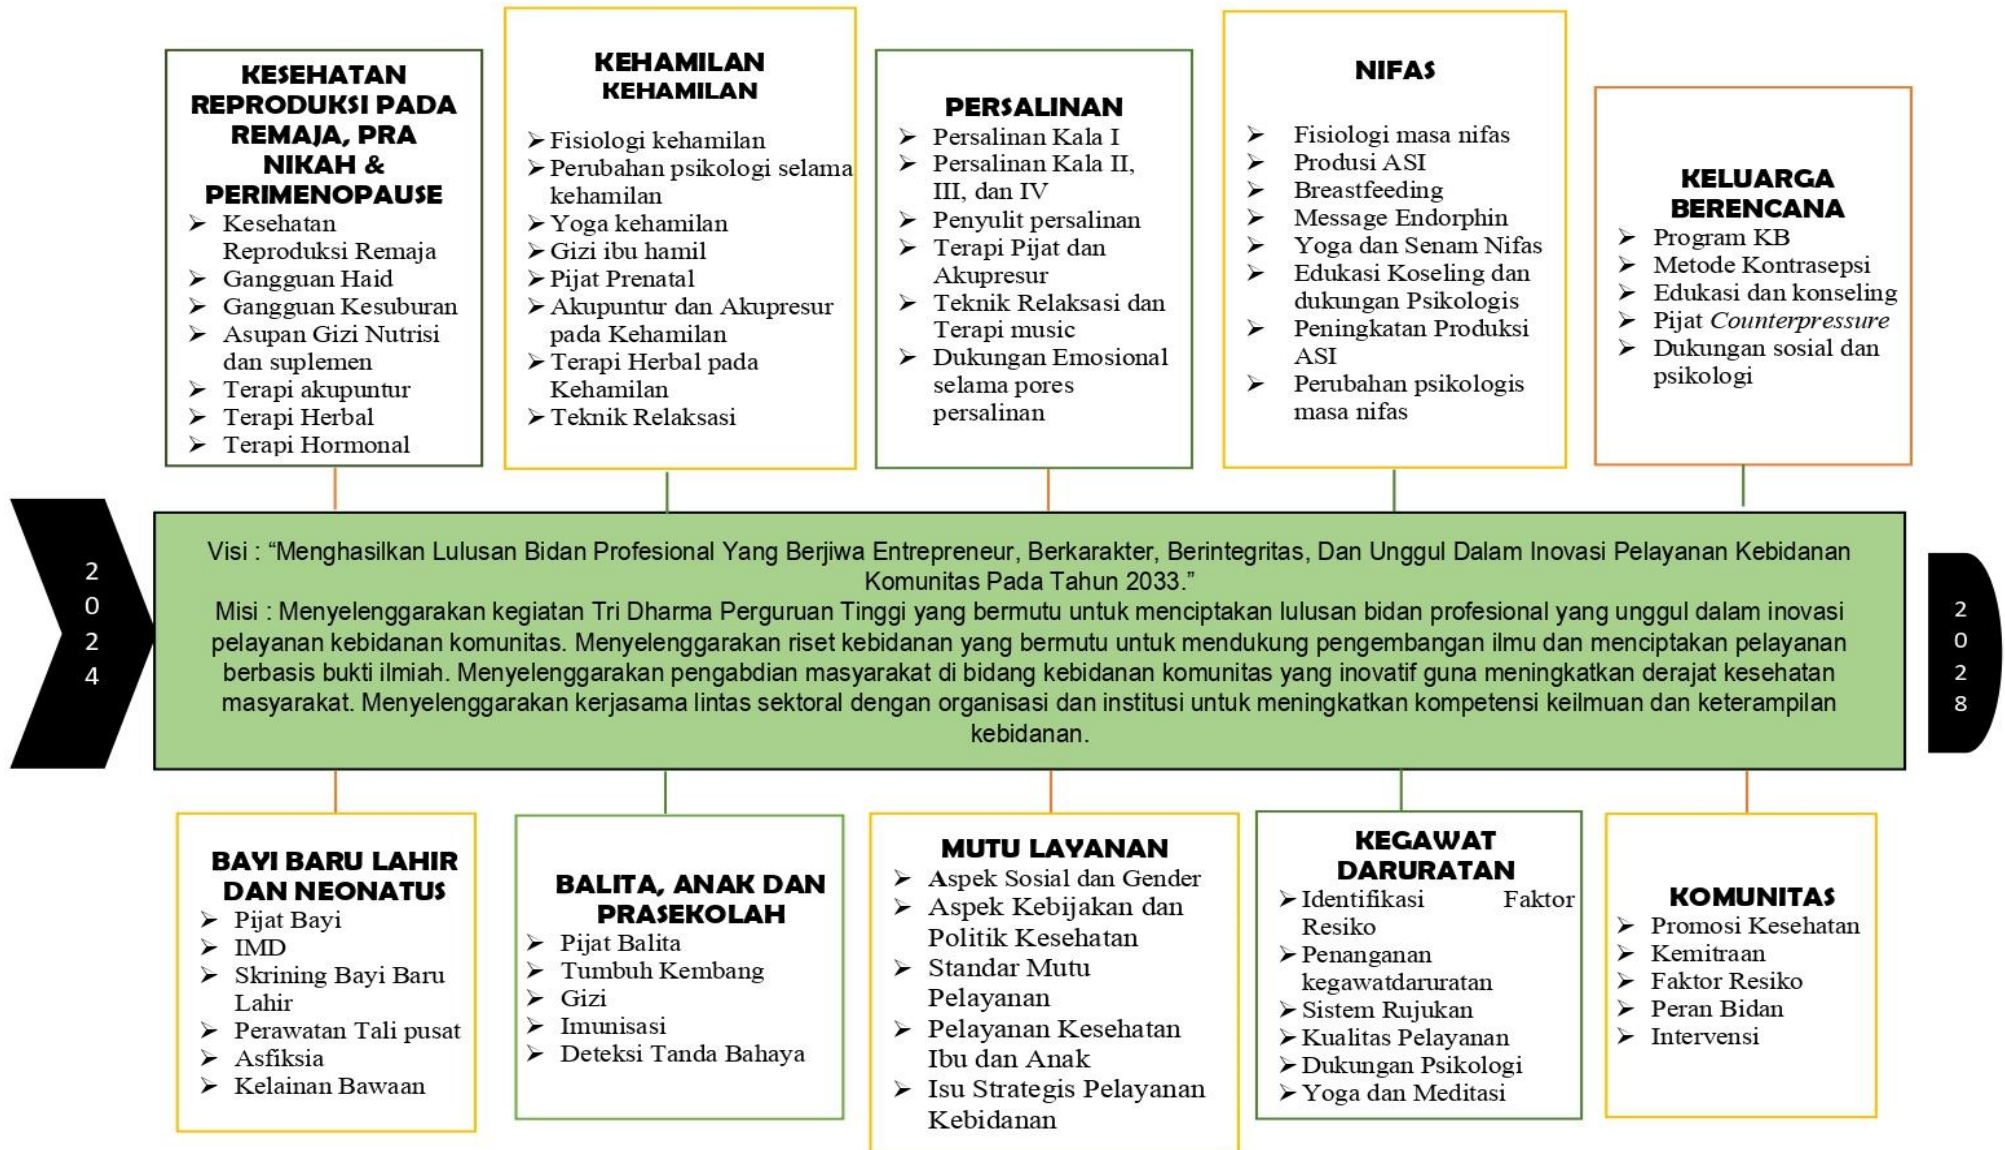 KESEHATAN
REPRODUKSI PADA
REMAJA, PRA
NIKAH &
PERIMENOPAUSE
➢ Kesehatan
Reproduksi Remaja
➢ Gangguan Haid
➢ Gangguan Kesuburan
➢ Asupan Gizi Nutrisi
dan suplemen
➢ Terapi akupuntur
➢ Terapi Herbal
➢ Terapi Hormonal
KEHAMILAN
KEHAMILAN
➢ Fisiologi kehamilan
➢ Perubahan psikologi selama
kehamilan
➢ Yoga kehamilan
➢ Gizi ibu hamil
➢ Pijat Prenatal
➢ Akupuntur dan Akupresur
pada Kehamilan
➢ Terapi Herbal pada
Kehamilan
➢ Teknik Relaksasi
PERSALINAN
➢ Persalinan Kala I
➢ Persalinan Kala II,
III, dan IV
➢ Penyulit persalinan
➢ Terapi Pijat dan
Akupresur
➢ Teknik Relaksasi dan
Terapi music
➢ Dukungan Emosional
selama pores
persalinan
NIFAS
➢ Fisiologi masa nifas
➢ Produsi ASI
➢ Breastfeeding
➢ Message Endorphin
➢ Yoga dan Senam Nifas
➢ Edukasi Koseling dan
dukungan Psikologis
➢ Peningkatan Produksi
ASI
➢ Perubahan psikologis
masa nifas
KELUARGA
BERENCANA
➢ Program KB
➢ Metode Kontrasepsi
➢ Edukasi dan konseling
➢ Pijat Counterpressure
➢ Dukungan sosial dan
psikologi
2
0
2
4
Visi : “Menghasilkan Lulusan Bidan Profesional Yang Berjiwa Entrepreneur, Berkarakter, Berintegritas, Dan Unggul Dalam Inovasi Pelayanan Kebidanan
Komunitas Pada Tahun 2033.”
Misi : Menyelenggarakan kegiatan Tri Dharma Perguruan Tinggi yang bermutu untuk menciptakan lulusan bidan profesional yang unggul dalam inovasi
pelayanan kebidanan komunitas. Menyelenggarakan riset kebidanan yang bermutu untuk mendukung pengembangan ilmu dan menciptakan pelayanan
berbasis bukti ilmiah. Menyelenggarakan pengabdian masyarakat di bidang kebidanan komunitas yang inovatif guna meningkatkan derajat kesehatan
masyarakat. Menyelenggarakan kerjasama lintas sektoral dengan organisasi dan institusi untuk meningkatkan kompetensi keilmuan dan keterampilan
kebidanan.
2
0
2
8
BAYI BARU LAHIR
DAN NEONATUS
➢ Pijat Bayi
➢ IMD
➢ Skrining Bayi Baru
Lahir
➢ Perawatan Tali pusat
➢ Asfiksia
➢ Kelainan Bawaan
BALITA, ANAK DAN
PRASEKOLAH
➢ Pijat Balita
➢ Tumbuh Kembang
➢ Gizi
➢ Imunisasi
➢ Deteksi Tanda Bahaya
MUTU LAYANAN
➢ Aspek Sosial dan Gender
➢ Aspek Kebijakan dan
Politik Kesehatan
➢ Standar Mutu
Pelayanan
➢ Pelayanan Kesehatan
Ibu dan Anak
➢ Isu Strategis Pelayanan
Kebidanan
KEGAWAT
DARURATAN
➢ Identifikasi Faktor
Resiko
➢ Penanganan
kegawatdaruratan
➢ Sistem Rujukan
➢ Kualitas Pelayanan
➢ Dukungan Psikologi
➢ Yoga dan Meditasi
KOMUNITAS
➢ Promosi Kesehatan
➢ Kemitraan
➢ Faktor Resiko
➢ Peran Bidan
➢ Intervensi